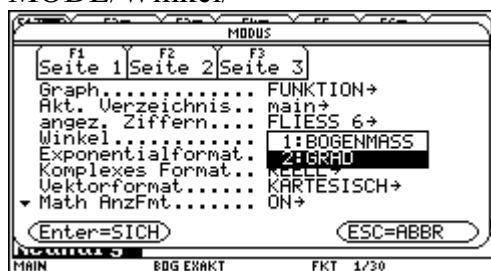 MODE/Winkel/
MODUS
F1 F2 F3
Seite 1 Seite 2 Seite 3
Graph............. FUNKTION→
Akt. Verzeichnis.. main→
angez. Ziffern.... FLIESS 6→
Winkel............ 1:BOGENMASS
Exponentialformat. 2:GRAD
Komplexes Format.. REELL→
Vektorformat...... KARTESISCH→
Math AnzFmt....... ON→
Enter=SICH ESC=ABBR
MAIN BOG EXAKT FKT 1/30